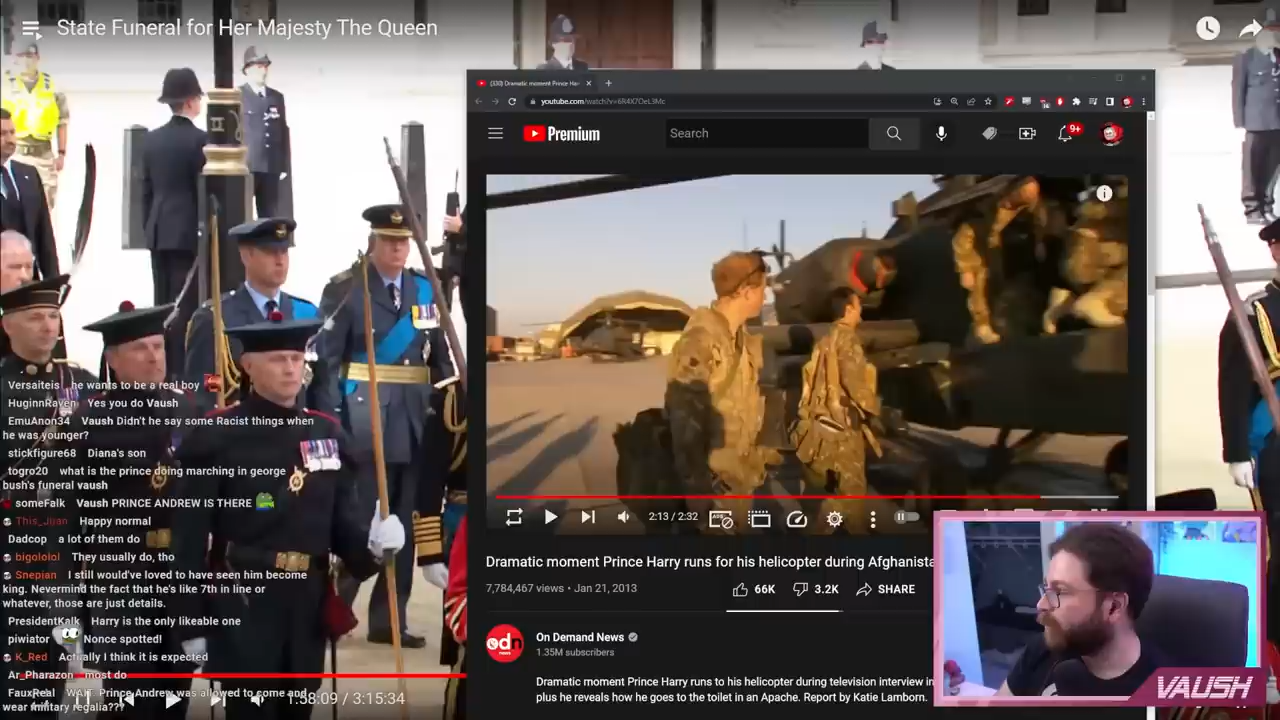 State Funeral for Her Majesty The Queen
(330) Dramatic moment Prince Har
youtube.com/watch?v=6R4X7DeL3Mc
Premium
Search
9+
2:13 / 2:32
Dramatic moment Prince Harry runs for his helicopter during Afghanista
7,784,467 views • Jan 21, 2013
66K
3.2K
SHARE
odn
On Demand News
1.35M subscribers
Dramatic moment Prince Harry runs to his helicopter during television interview in
plus he reveals how he goes to the toilet in an Apache. Report by Katie Lamborn.
Versaiteis he wants to be a real boy
HuginnRaven Yes you do Vaush
EmuAnon34 Vaush Didn't he say some Racist things when
he was younger?
stickfigure68 Diana's son
togro20 what is the prince doing marching in george
bush's funeral vaush
someFalk Vaush PRINCE ANDREW IS THERE
This_Juan Happy normal
Dadcop a lot of them do
bigololol They usually do, tho
Snepian I still would've loved to have seen him become
king. Nevermind the fact that he's like 7th in line or
whatever, those are just details.
PresidentKalk Harry is the only likeable one
piwiator Nonce spotted!
K_Red Actually I think it is expected
Ar_Pharazon most do
FauxReal WAIT. Prince Andrew was allowed to come and
wear military regalia???
1:58:09 / 3:15:34
VAUSH